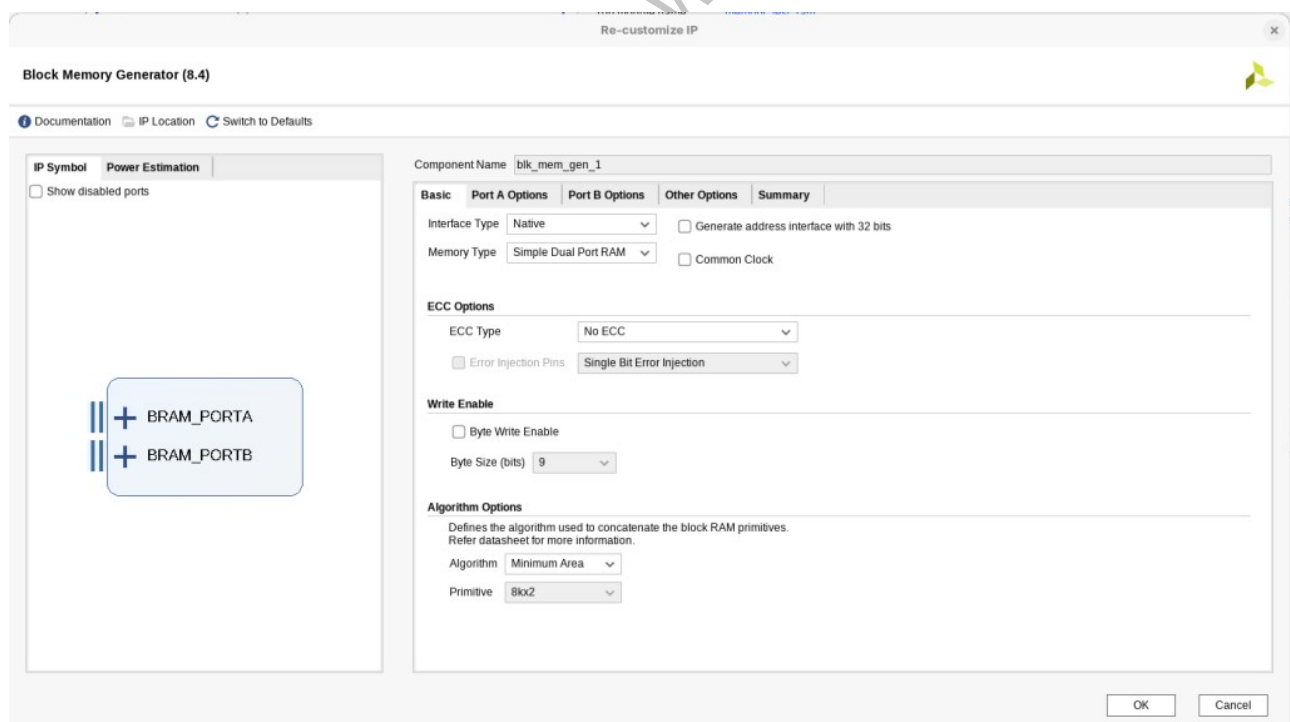 Re-customize IP
Block Memory Generator (8.4)
Documentation IP Location Switch to Defaults
IP Symbol Power Estimation
Show disabled ports
BRAM_PORTA
BRAM_PORTB
Component Name blk_mem_gen_1
Basic Port A Options Port B Options Other Options Summary
Interface Type Native Generate address interface with 32 bits
Memory Type Simple Dual Port RAM Common Clock
ECC Options
ECC Type No ECC
Error Injection Pins Single Bit Error Injection
Write Enable
Byte Write Enable
Byte Size (bits) 9
Algorithm Options
Defines the algorithm used to concatenate the block RAM primitives.
Refer datasheet for more information.
Algorithm Minimum Area
Primitive 8kx2
OK Cancel